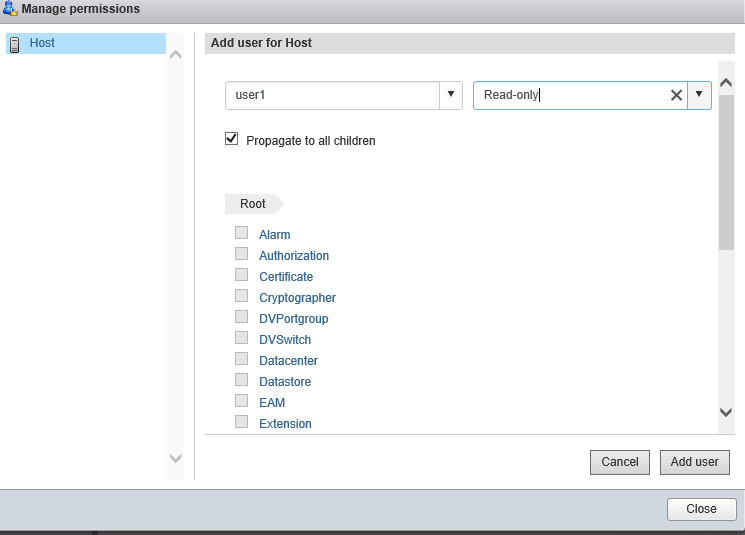 Manage permissions
Host
Add user for Host
user1
Read-only
Propagate to all children
Root
Alarm
Authorization
Certificate
Cryptographer
DVPortgroup
DVSwitch
Datacenter
Datastore
EAM
Extension
Cancel
Add user
Close